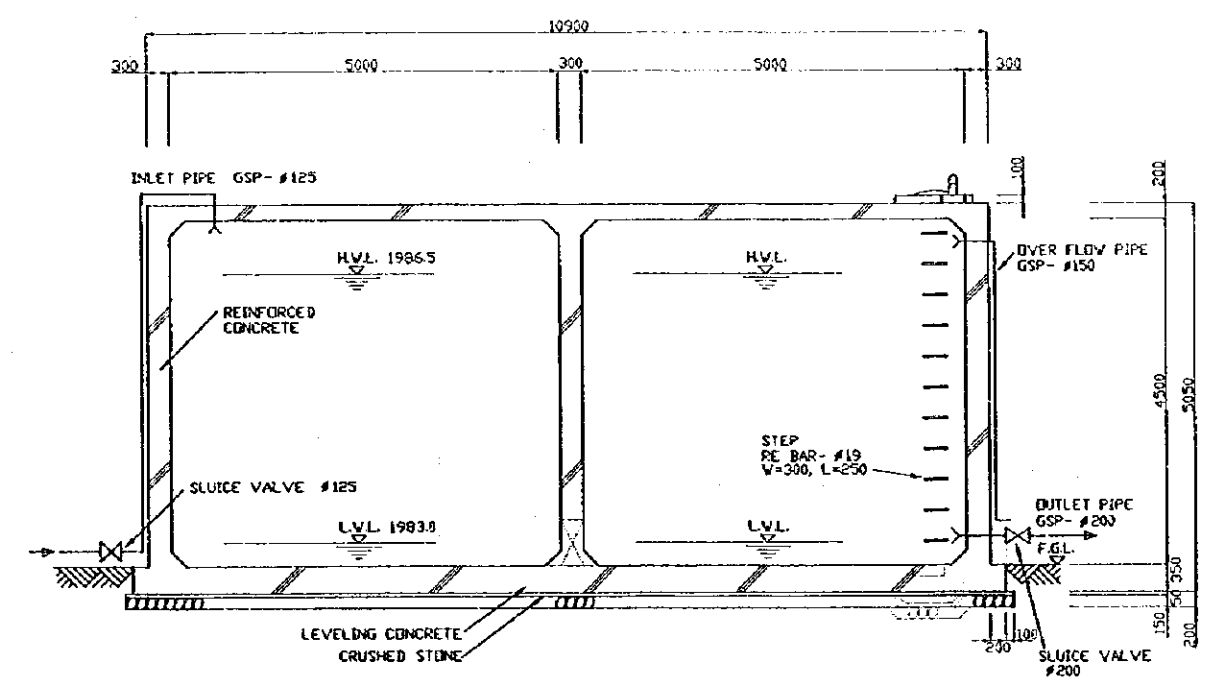 10900
300 5000 300 5000 300
100
200
INLET PIPE GSP- ø125
H.W.L. 1986.5
H.W.L.
OVER FLOW PIPE
GSP- ø150
REINFORCED
CONCRETE
4500
5050
STEP
RE BAR- ø19
W=300, L=250
SLUICE VALVE ø125
L.W.L. 1983.8
L.W.L.
OUTLET PIPE
GSP- ø200
F.G.L.
350
50
150
200
LEVELING CONCRETE
CRUSHED STONE
200 100
SLUICE VALVE
ø200